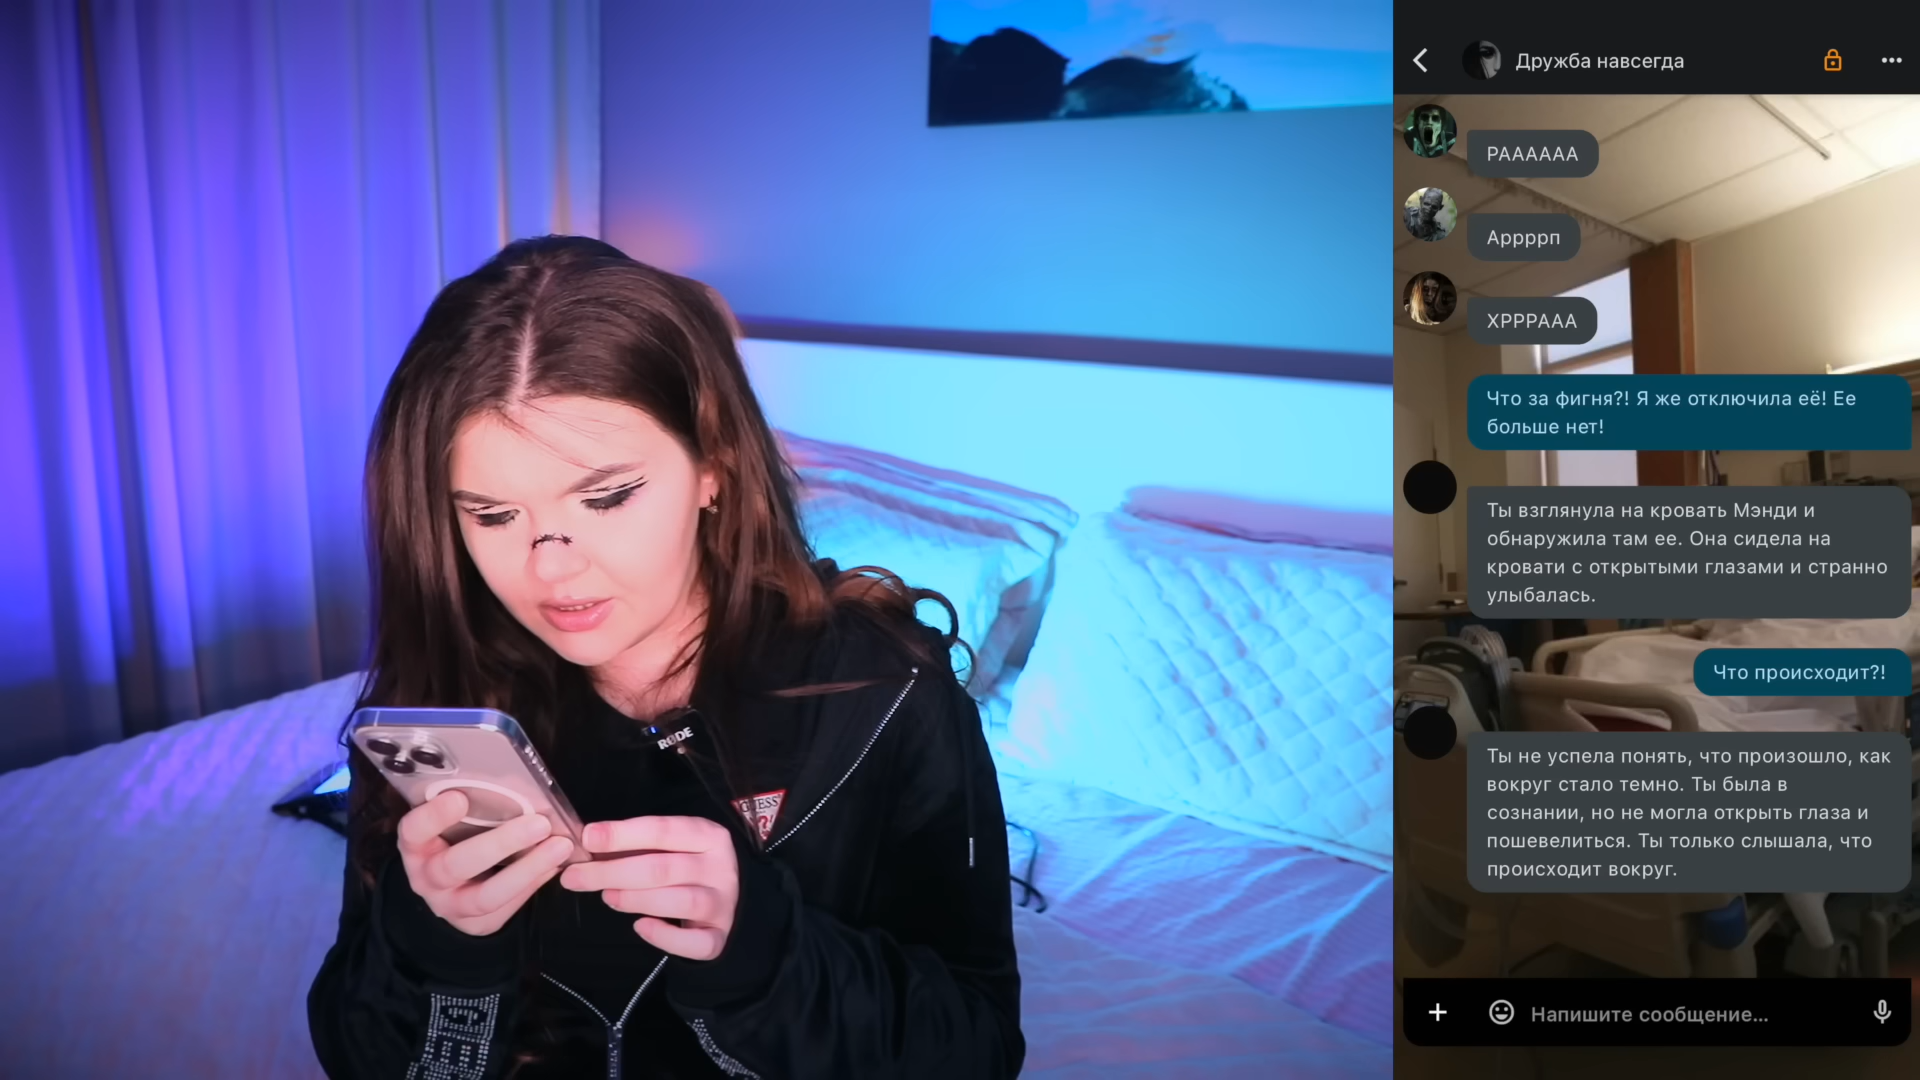 Дружба навсегда
РАААААА
Аррррп
ХРРРААА
Что за фигня?! Я же отключила её! Ее
больше нет!
Ты взглянула на кровать Мэнди и
обнаружила там ее. Она сидела на
кровати с открытыми глазами и странно
улыбалась.
Что происходит?!
Ты не успела понять, что произошло, как
вокруг стало темно. Ты была в
сознании, но не могла открыть глаза и
пошевелиться. Ты только слышала, что
происходит вокруг.
Напишите сообщение...
RØDE
GUESS